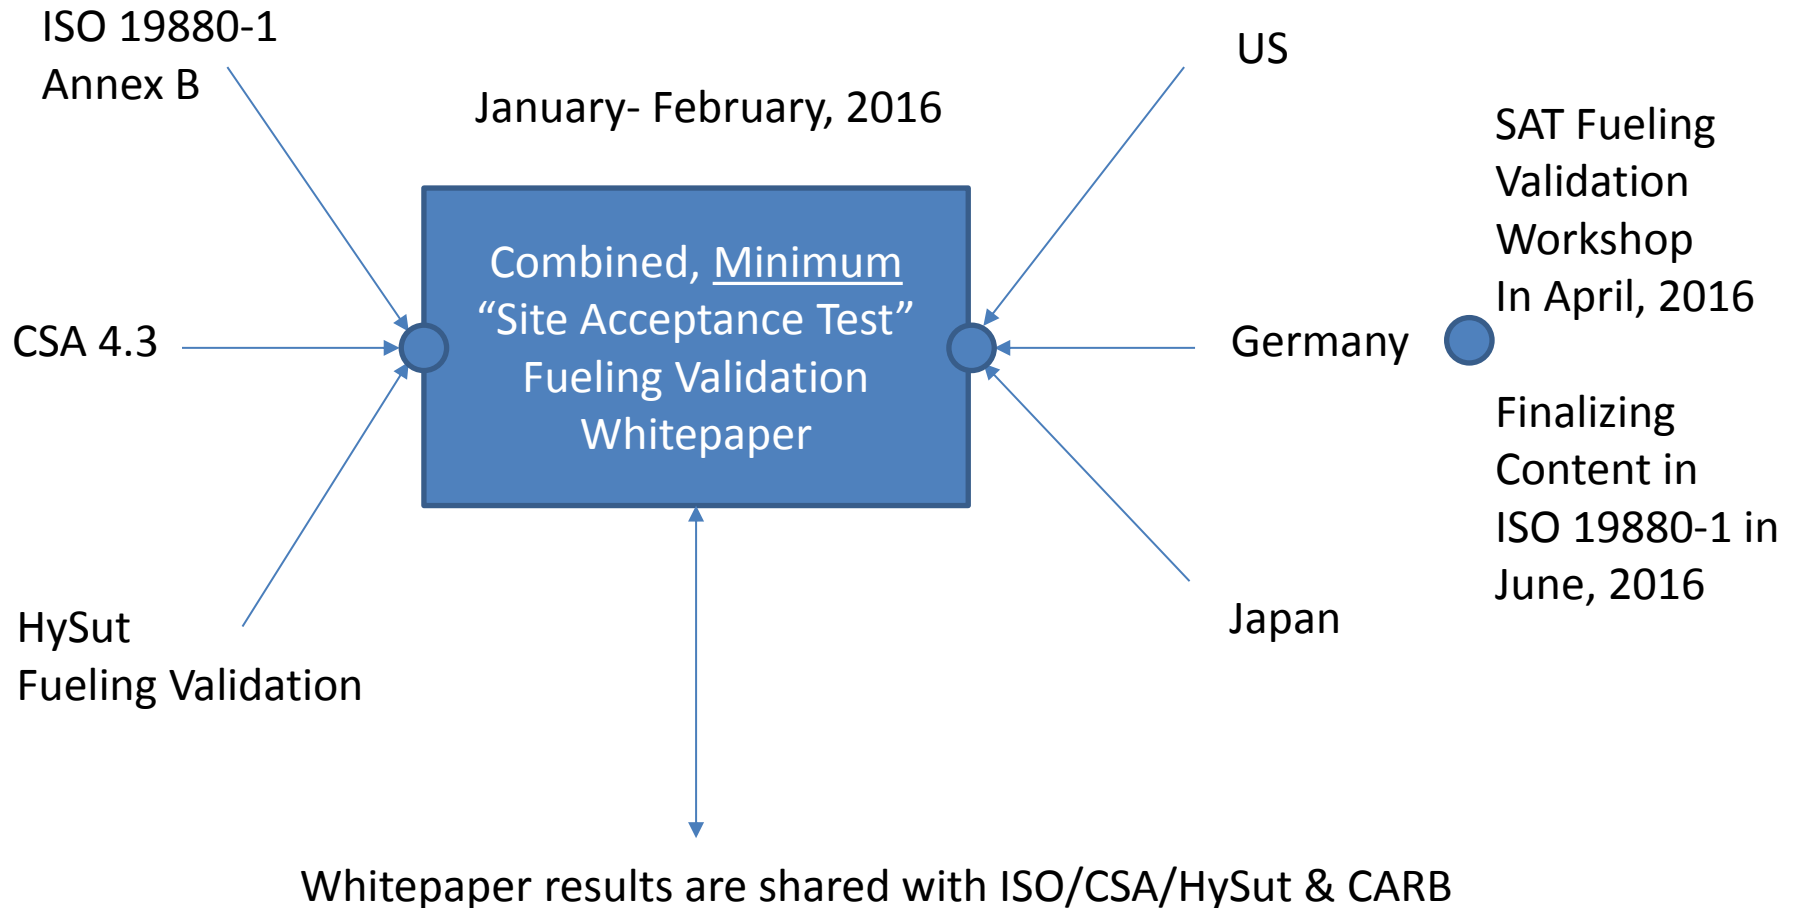 ISO 19880-1
Annex B
January- February, 2016
US
SAT Fueling
Validation
Workshop
In April, 2016
CSA 4.3
Combined, Minimum
“Site Acceptance Test”
Fueling Validation
Whitepaper
Germany
Finalizing
Content in
ISO 19880-1 in
June, 2016
HySut
Fueling Validation
Japan
Whitepaper results are shared with ISO/CSA/HySut & CARB